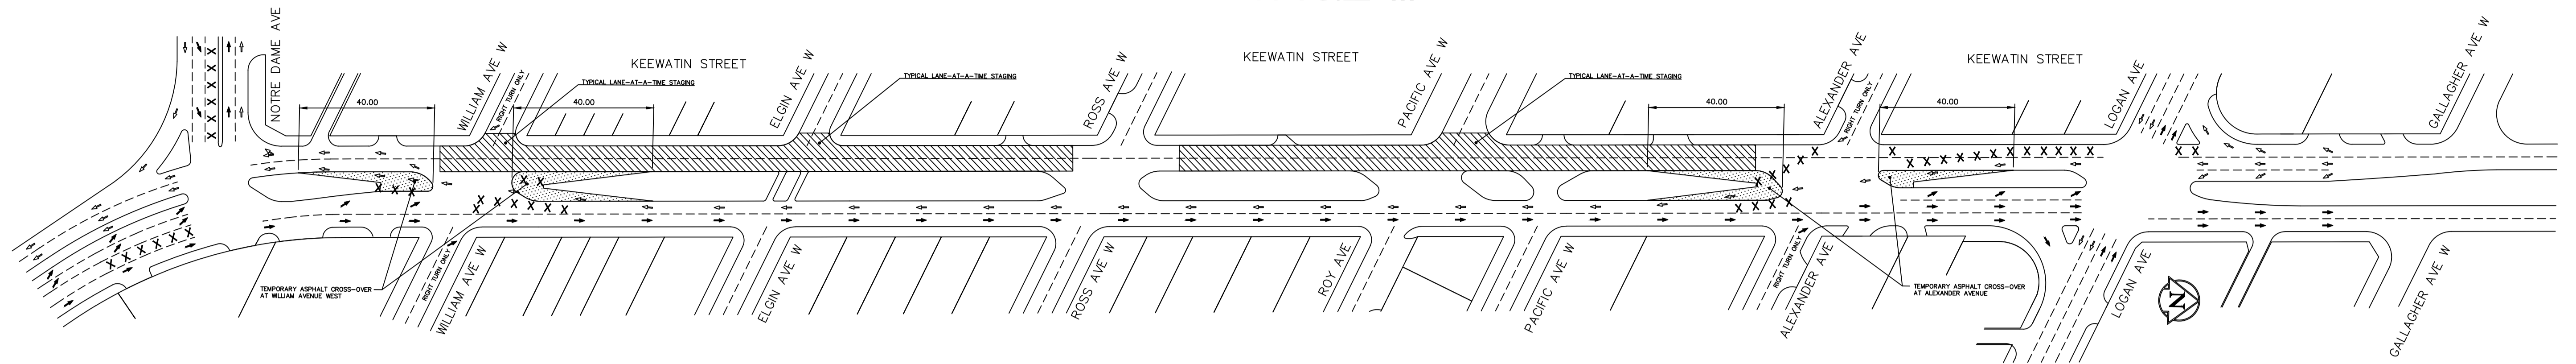 NOTRE DAME AVE
WILLIAM AVE W
RIGHT TURN ONLY
KEEWATIN STREET
TYPICAL LANE-AT-A-TIME STAGING
ELGIN AVE W
TYPICAL LANE-AT-A-TIME STAGING
ROSS AVE W
KEEWATIN STREET
PACIFIC AVE W
TYPICAL LANE-AT-A-TIME STAGING
ALEXANDER AVE
RIGHT TURN ONLY
KEEWATIN STREET
LOGAN AVE
GALLAGHER AVE W
40.00
40.00
40.00
40.00
TEMPORARY ASPHALT CROSS-OVER
AT WILLIAM AVENUE WEST
RIGHT TURN ONLY
WILLIAM AVE W
ELGIN AVE W
ROSS AVE W
ROY AVE
PACIFIC AVE W
RIGHT TURN ONLY
ALEXANDER AVE
TEMPORARY ASPHALT CROSS-OVER
AT ALEXANDER AVENUE
LOGAN AVE
N
GALLAGHER AVE W